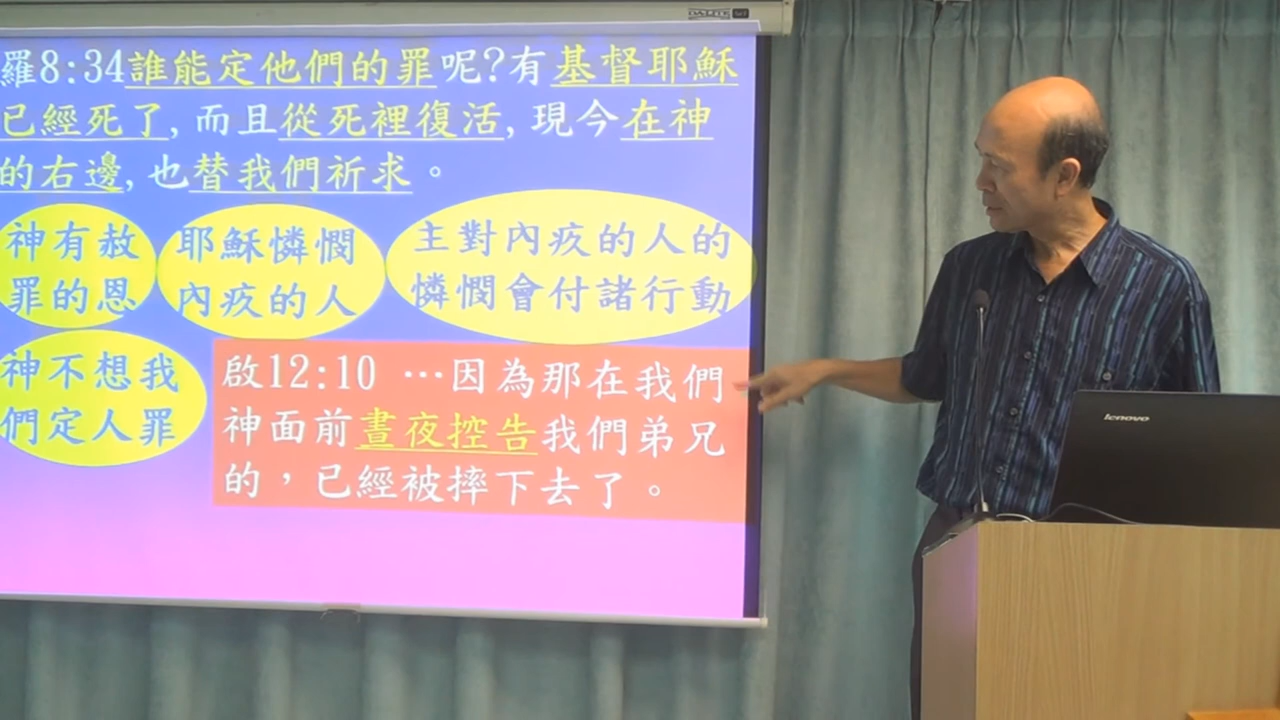 DALITE
羅8:34誰能定他們的罪呢?有基督耶穌
已經死了,而且從死裡復活,現今在神
的右邊,也替我們祈求。
神有赦
罪的恩
耶穌憐憫
內疚的人
主對內疚的人的
憐憫會付諸行動
神不想我
們定人罪
啟12:10 …因為那在我們
神面前晝夜控告我們弟兄
的，已經被摔下去了。
lenovo